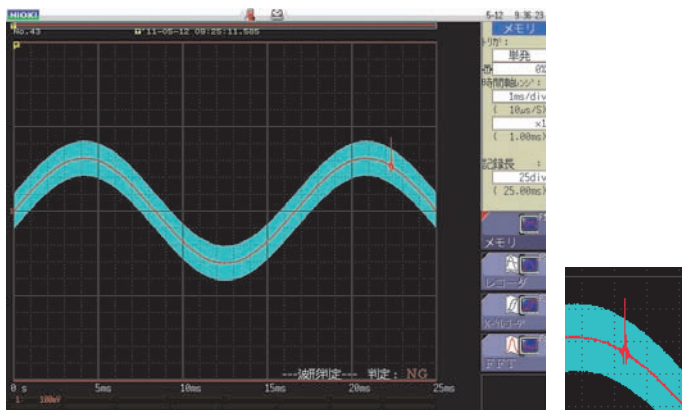 HIOKI
5-12 9:36:23
No.43 '11-05-12 09:25:11.585
メモリ
トリガ :
単発
0%
時間軸レンジ :
1ms/div
( 10µs/S)
×1
( 1.00ms)
記録長 :
25div
( 25.00ms)
メモリ
レコーダ
X-Yレコーダ
FFT
---波形判定--- 判定 : NG
0 s 5ms 10ms 15ms 20ms 25ms
1: 100mV